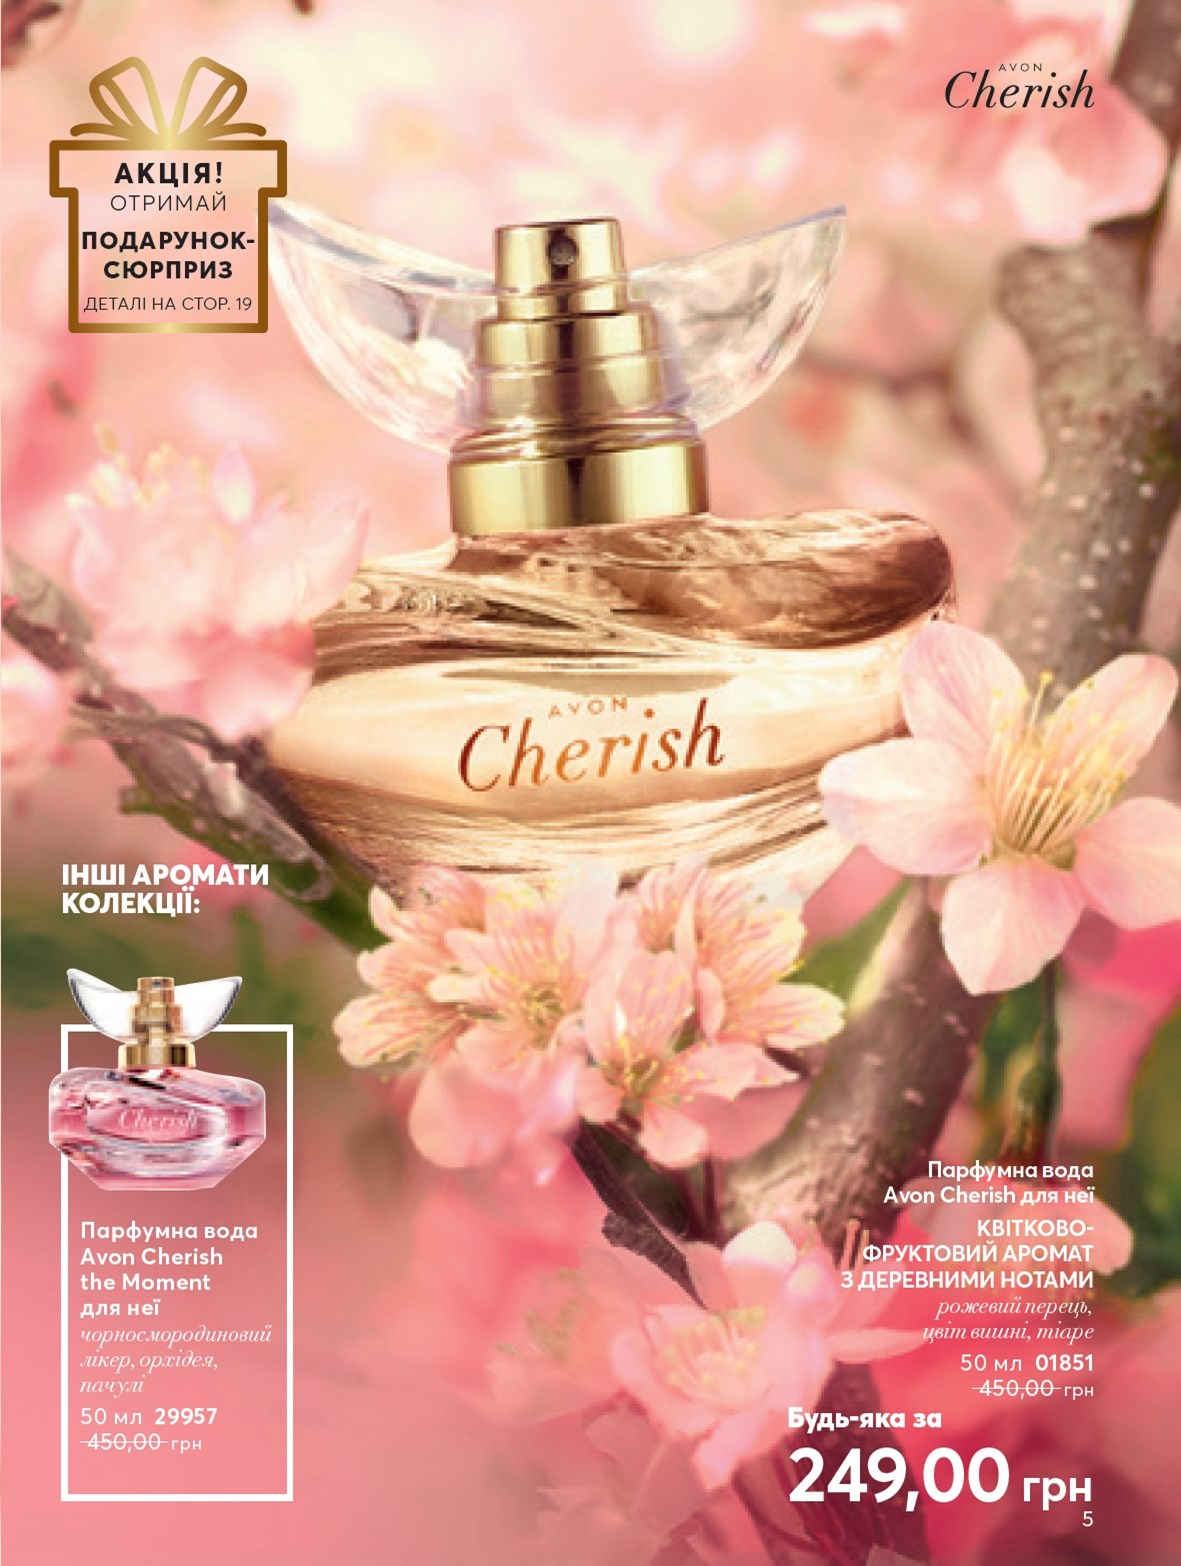 AVON
Cherish
АКЦІЯ!
ОТРИМАЙ
ПОДАРУНОК-
СЮРПРИЗ
ДЕТАЛІ НА СТОР. 19
AVON
Cherish
ІНШІ АРОМАТИ
КОЛЕКЦІЇ:
Cherish
Парфумна вода
Avon Cherish
the Moment
для неї
чорносмородиновий
лікер, орхідея,
пачулі
50 мл 29957
450,00 грн
Парфумна вода
Avon Cherish для неї
КВІТКОВО-
ФРУКТОВИЙ АРОМАТ
З ДЕРЕВНИМИ НОТАМИ
рожевий перець,
цвіт вишні, тіаре
50 мл 01851
450,00 грн
Будь-яка за
249,00 грн
5